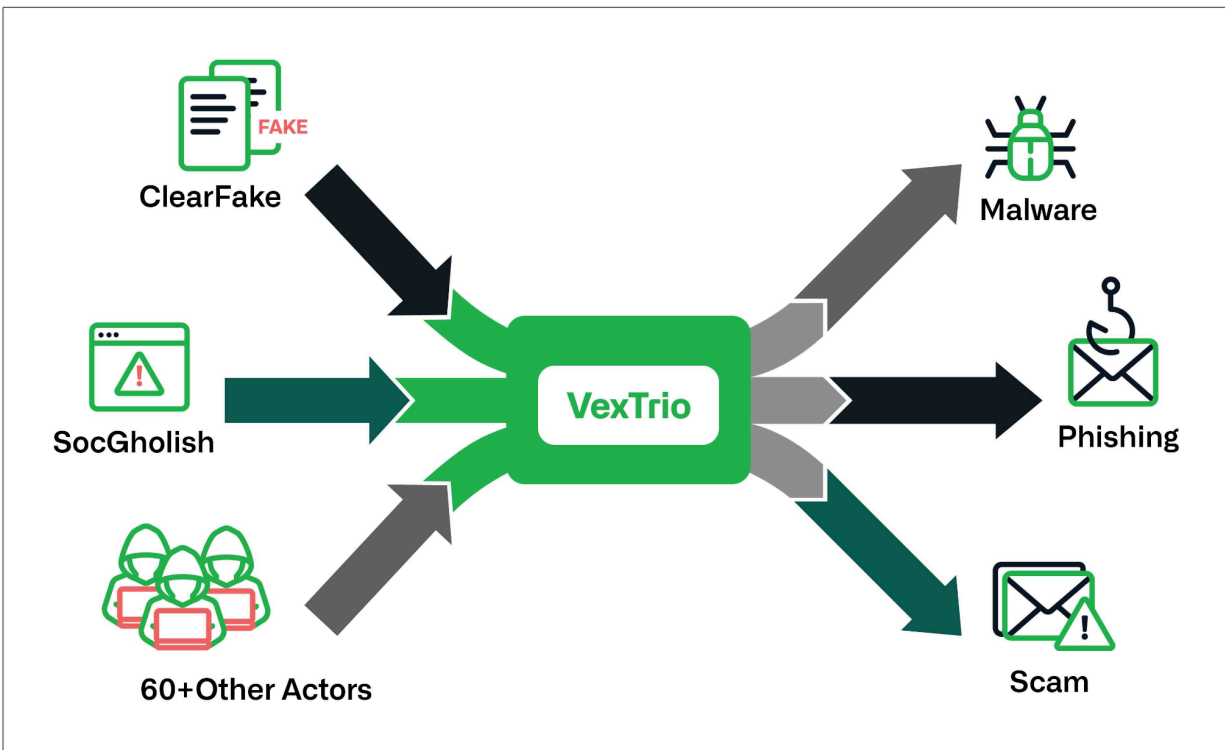 FAKE
ClearFake
SocGholish
60+Other Actors
VexTrio
Malware
Phishing
Scam